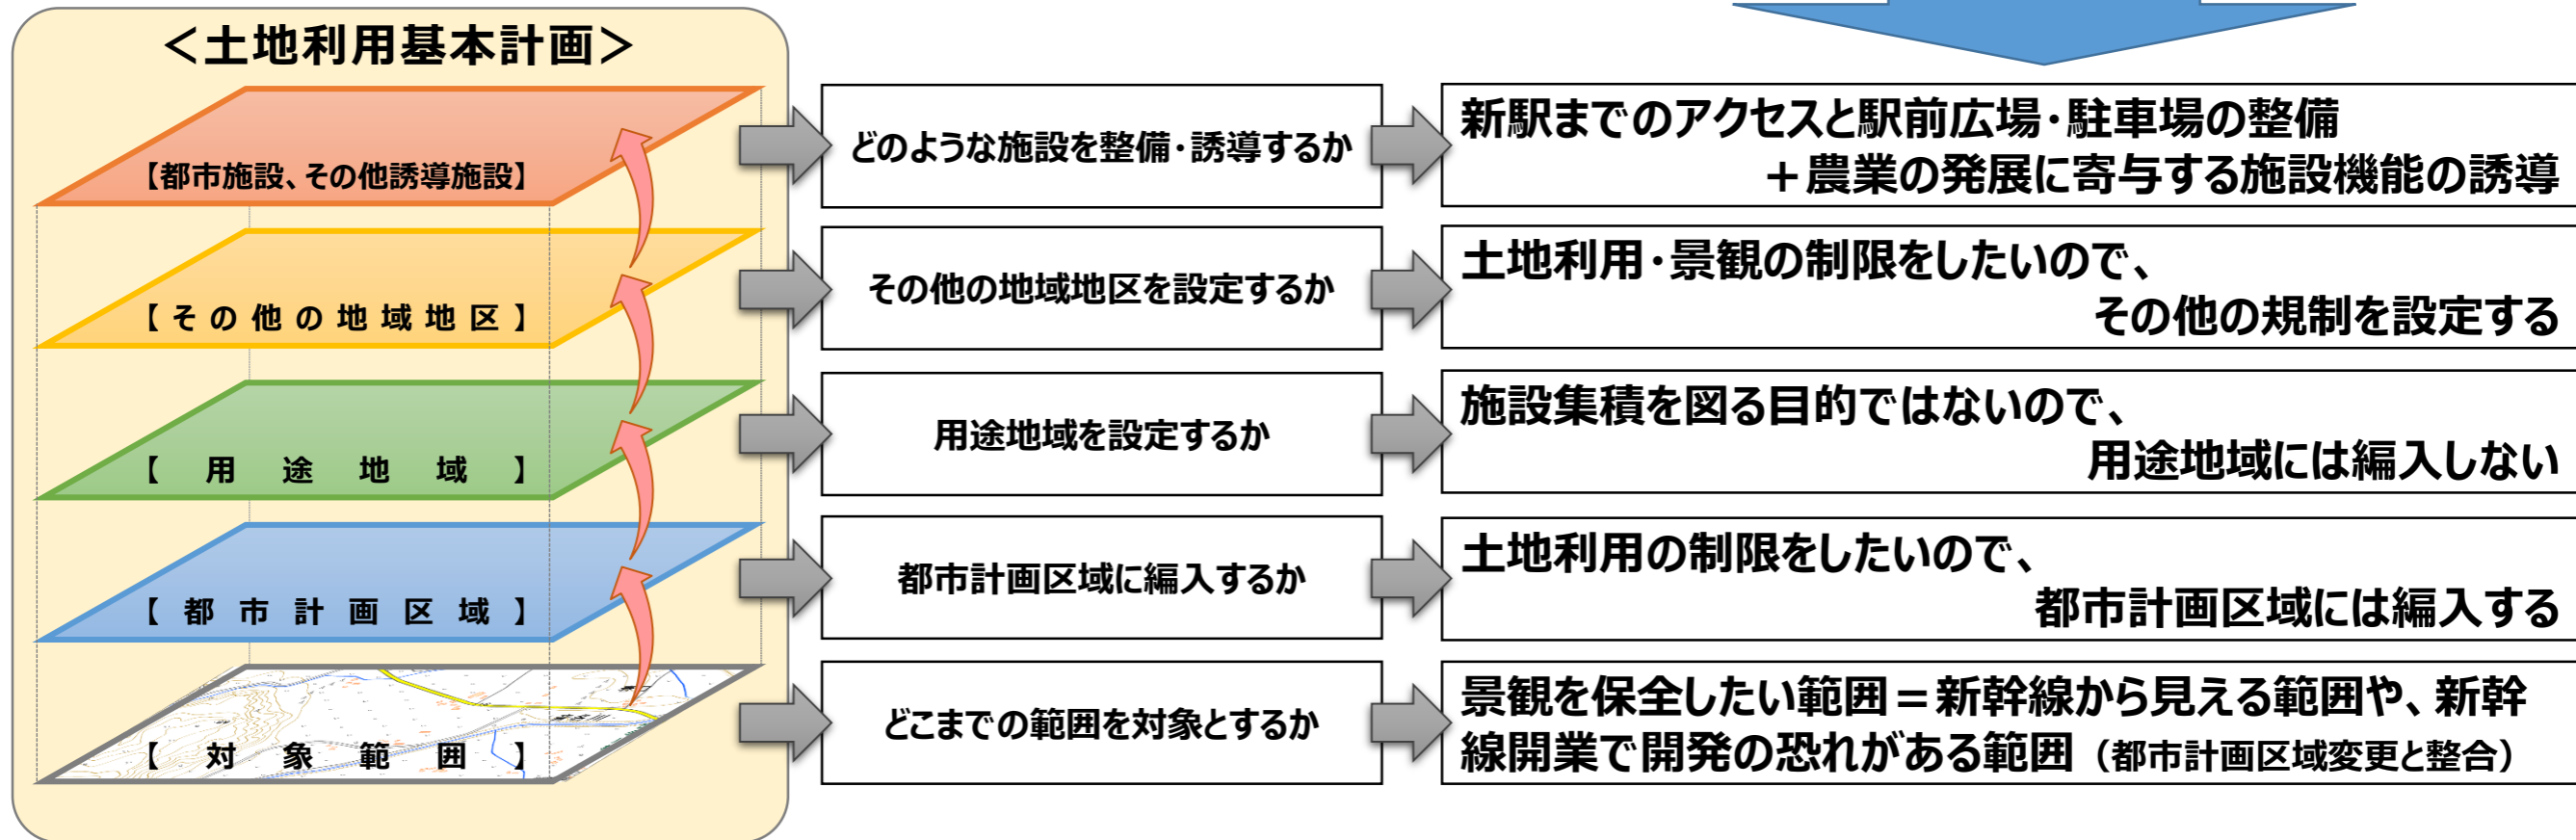 ＜土地利用基本計画＞
【都市施設、その他誘導施設】
どのような施設を整備・誘導するか
新駅までのアクセスと駅前広場・駐車場の整備
＋農業の発展に寄与する施設機能の誘導
【その他の地域地区】
その他の地域地区を設定するか
土地利用・景観の制限をしたいので、
その他の規制を設定する
【用途地域】
用途地域を設定するか
施設集積を図る目的ではないので、
用途地域には編入しない
【都市計画区域】
都市計画区域に編入するか
土地利用の制限をしたいので、
都市計画区域には編入する
【対象範囲】
どこまでの範囲を対象とするか
景観を保全したい範囲＝新幹線から見える範囲や、新幹
線開業で開発の恐れがある範囲（都市計画区域変更と整合）